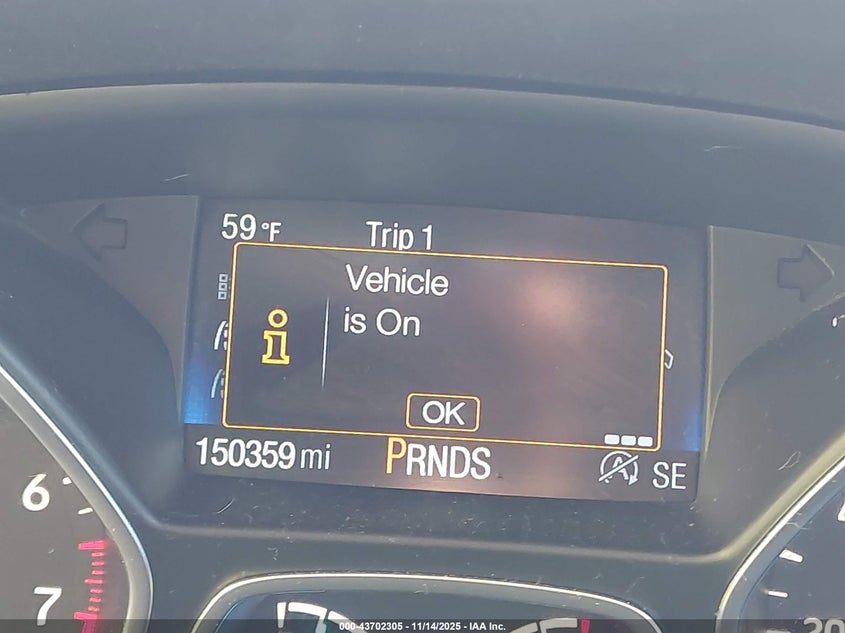 59 °F Trip 1
Vehicle
is On
OK
150359 mi PRNDS A SE
6
7
20
000-43702305 - 11/14/2025 - IAA Inc.